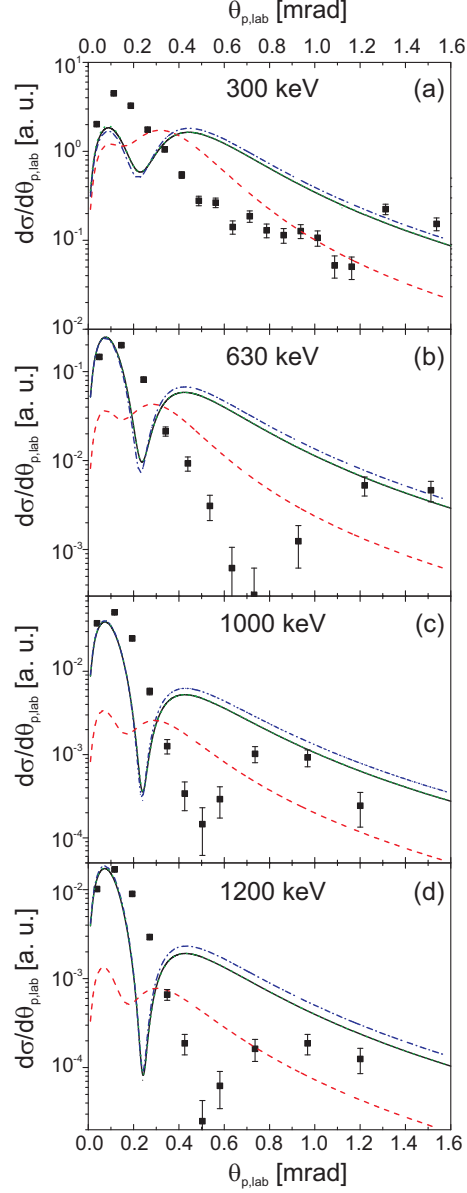 θp,lab [mrad]
0.0 0.2 0.4 0.6 0.8 1.0 1.2 1.4 1.6
10^1
10^0
10^-1
10^-2
dσ/dθp,lab [a. u.]
300 keV
(a)
10^-1
10^-2
10^-3
dσ/dθp,lab [a. u.]
630 keV
(b)
10^-2
10^-3
10^-4
dσ/dθp,lab [a. u.]
1000 keV
(c)
10^-2
10^-3
10^-4
dσ/dθp,lab [a. u.]
1200 keV
(d)
0.0 0.2 0.4 0.6 0.8 1.0 1.2 1.4 1.6
θp,lab [mrad]